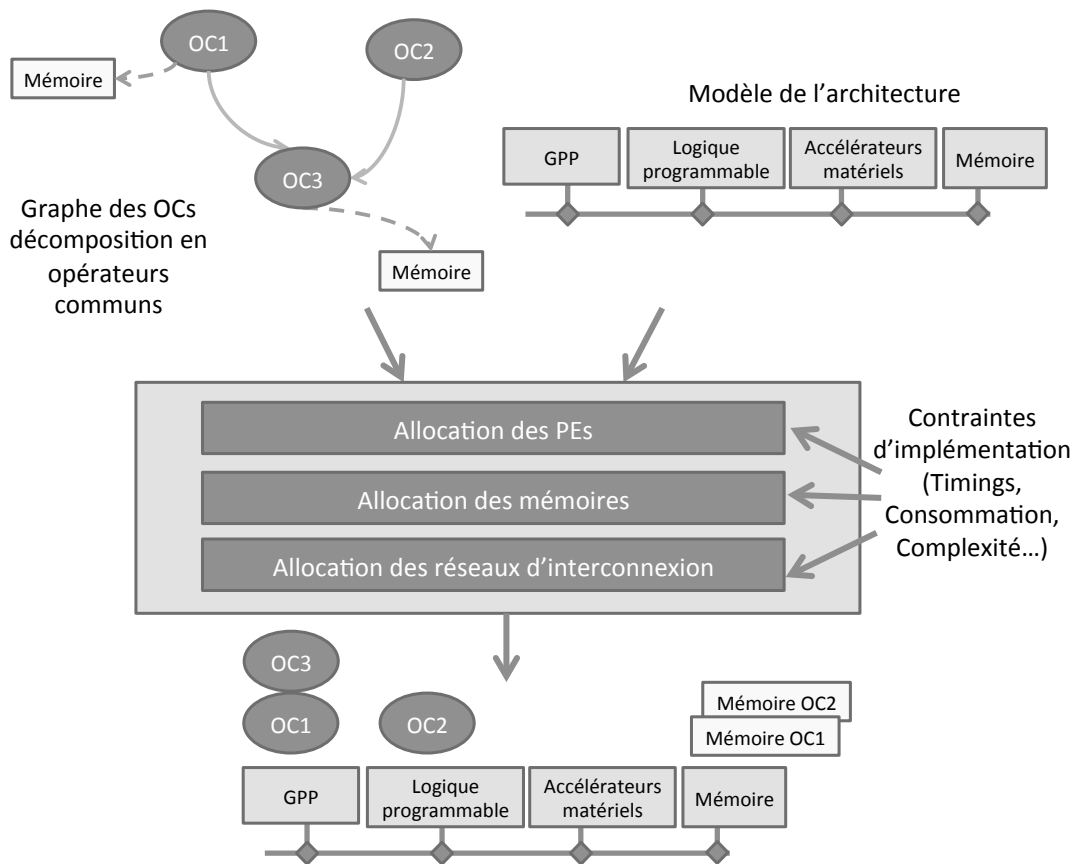 OC1
OC2
Mémoire
OC3
Mémoire
Graphe des OCs
décomposition en
opérateurs
communs
Modèle de l'architecture
GPP
Logique
programmable
Accélérateurs
matériels
Mémoire
Allocation des PEs
Allocation des mémoires
Allocation des réseaux d'interconnexion
Contraintes
d'implémentation
(Timings,
Consommation,
Complexité...)
OC3
OC1
OC2
Mémoire OC2
Mémoire OC1
GPP
Logique
programmable
Accélérateurs
matériels
Mémoire